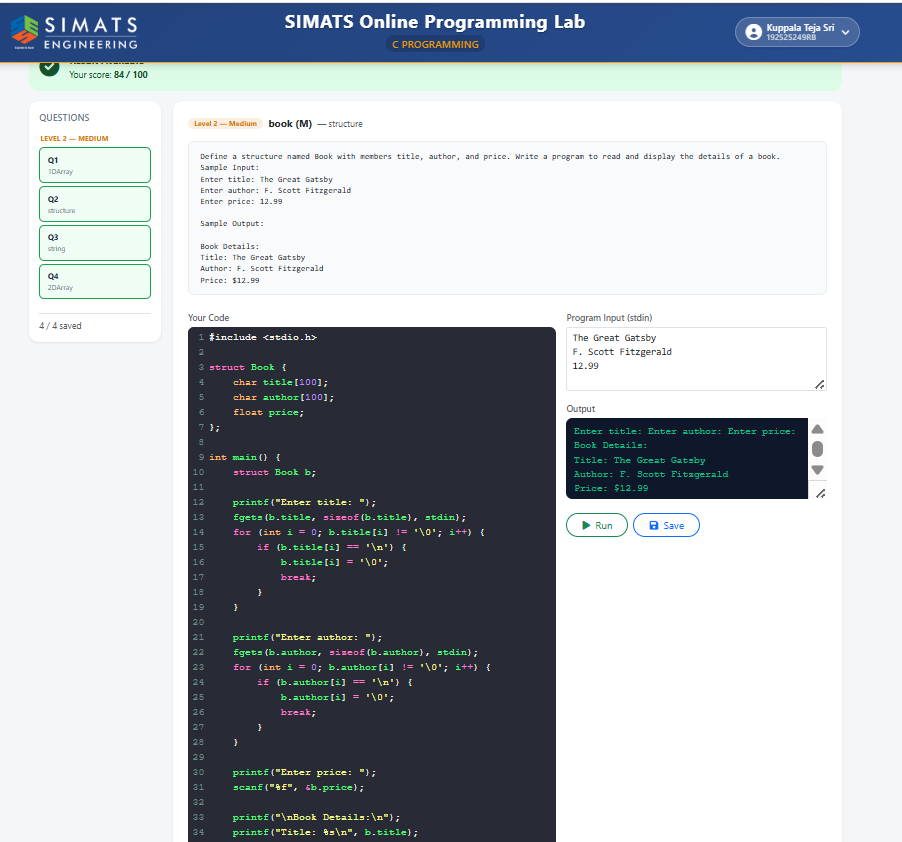 SIMATS
ENGINEERING
SIMATS Online Programming Lab
C PROGRAMMING
Kuppala Teja Sri
192525249RB
Your score: 84 / 100
QUESTIONS
LEVEL 2 — MEDIUM
Q1
1DArray
Q2
structure
Q3
string
Q4
2DArray
4 / 4 saved
Level 2 — Medium book (M) — structure
Define a structure named Book with members title, author, and price. Write a program to read and display the details of a book.
Sample Input:
Enter title: The Great Gatsby
Enter author: F. Scott Fitzgerald
Enter price: 12.99
Sample Output:
Book Details:
Title: The Great Gatsby
Author: F. Scott Fitzgerald
Price: $12.99
Your Code
1 #include <stdio.h>
2
3 struct Book {
4     char title[100];
5     char author[100];
6     float price;
7 };
8
9 int main() {
10     struct Book b;
11
12     printf("Enter title: ");
13     fgets(b.title, sizeof(b.title), stdin);
14     for (int i = 0; b.title[i] != '\0'; i++) {
15         if (b.title[i] == '\n') {
16             b.title[i] = '\0';
17             break;
18         }
19     }
20
21     printf("Enter author: ");
22     fgets(b.author, sizeof(b.author), stdin);
23     for (int i = 0; b.author[i] != '\0'; i++) {
24         if (b.author[i] == '\n') {
25             b.author[i] = '\0';
26             break;
27         }
28     }
29
30     printf("Enter price: ");
31     scanf("%f", &b.price);
32
33     printf("\nBook Details:\n");
34     printf("Title: %s\n", b.title);
Program Input (stdin)
The Great Gatsby
F. Scott Fitzgerald
12.99
Output
Enter title: Enter author: Enter price:
Book Details:
Title: The Great Gatsby
Author: F. Scott Fitzgerald
Price: $12.99
Run
Save